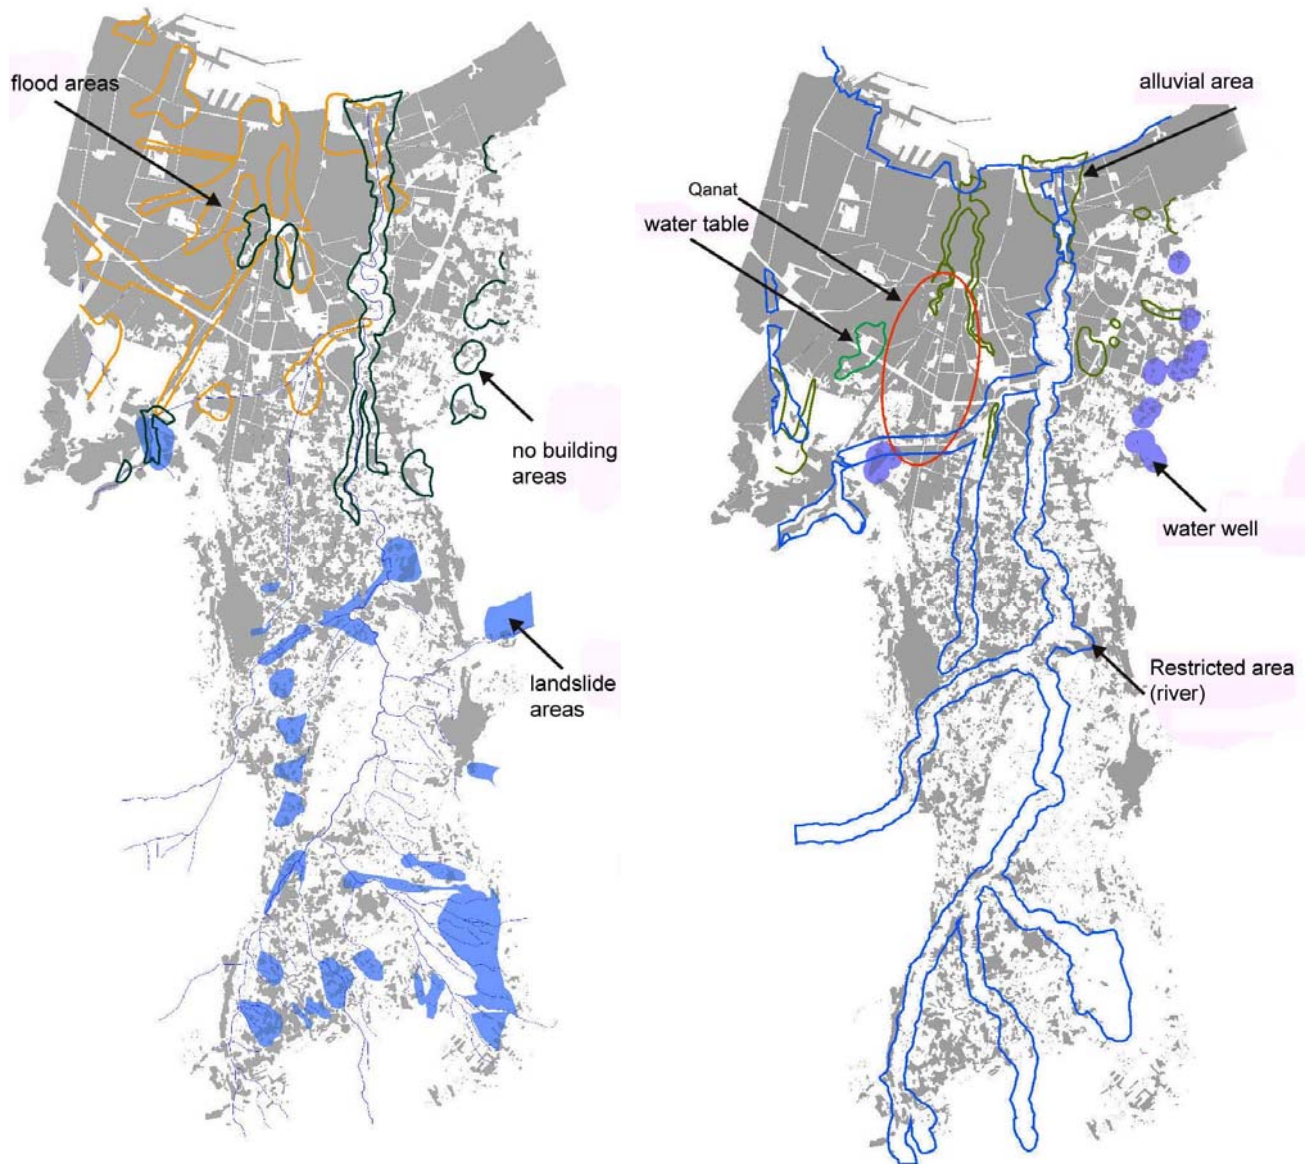 flood areas
no building
areas
landslide
areas
alluvial area
Qanat
water table
water well
Restricted area
(river)